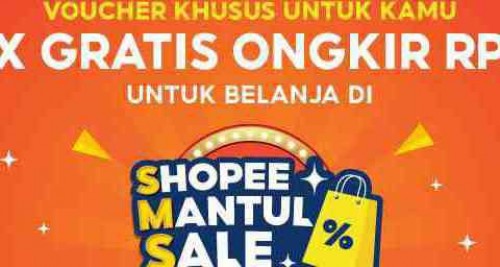 VOUCHER KHUSUS UNTUK KAMU
X GRATIS ONGKIR RP
UNTUK BELANJA DI
SHOPEE
MANTUL
SALE
%